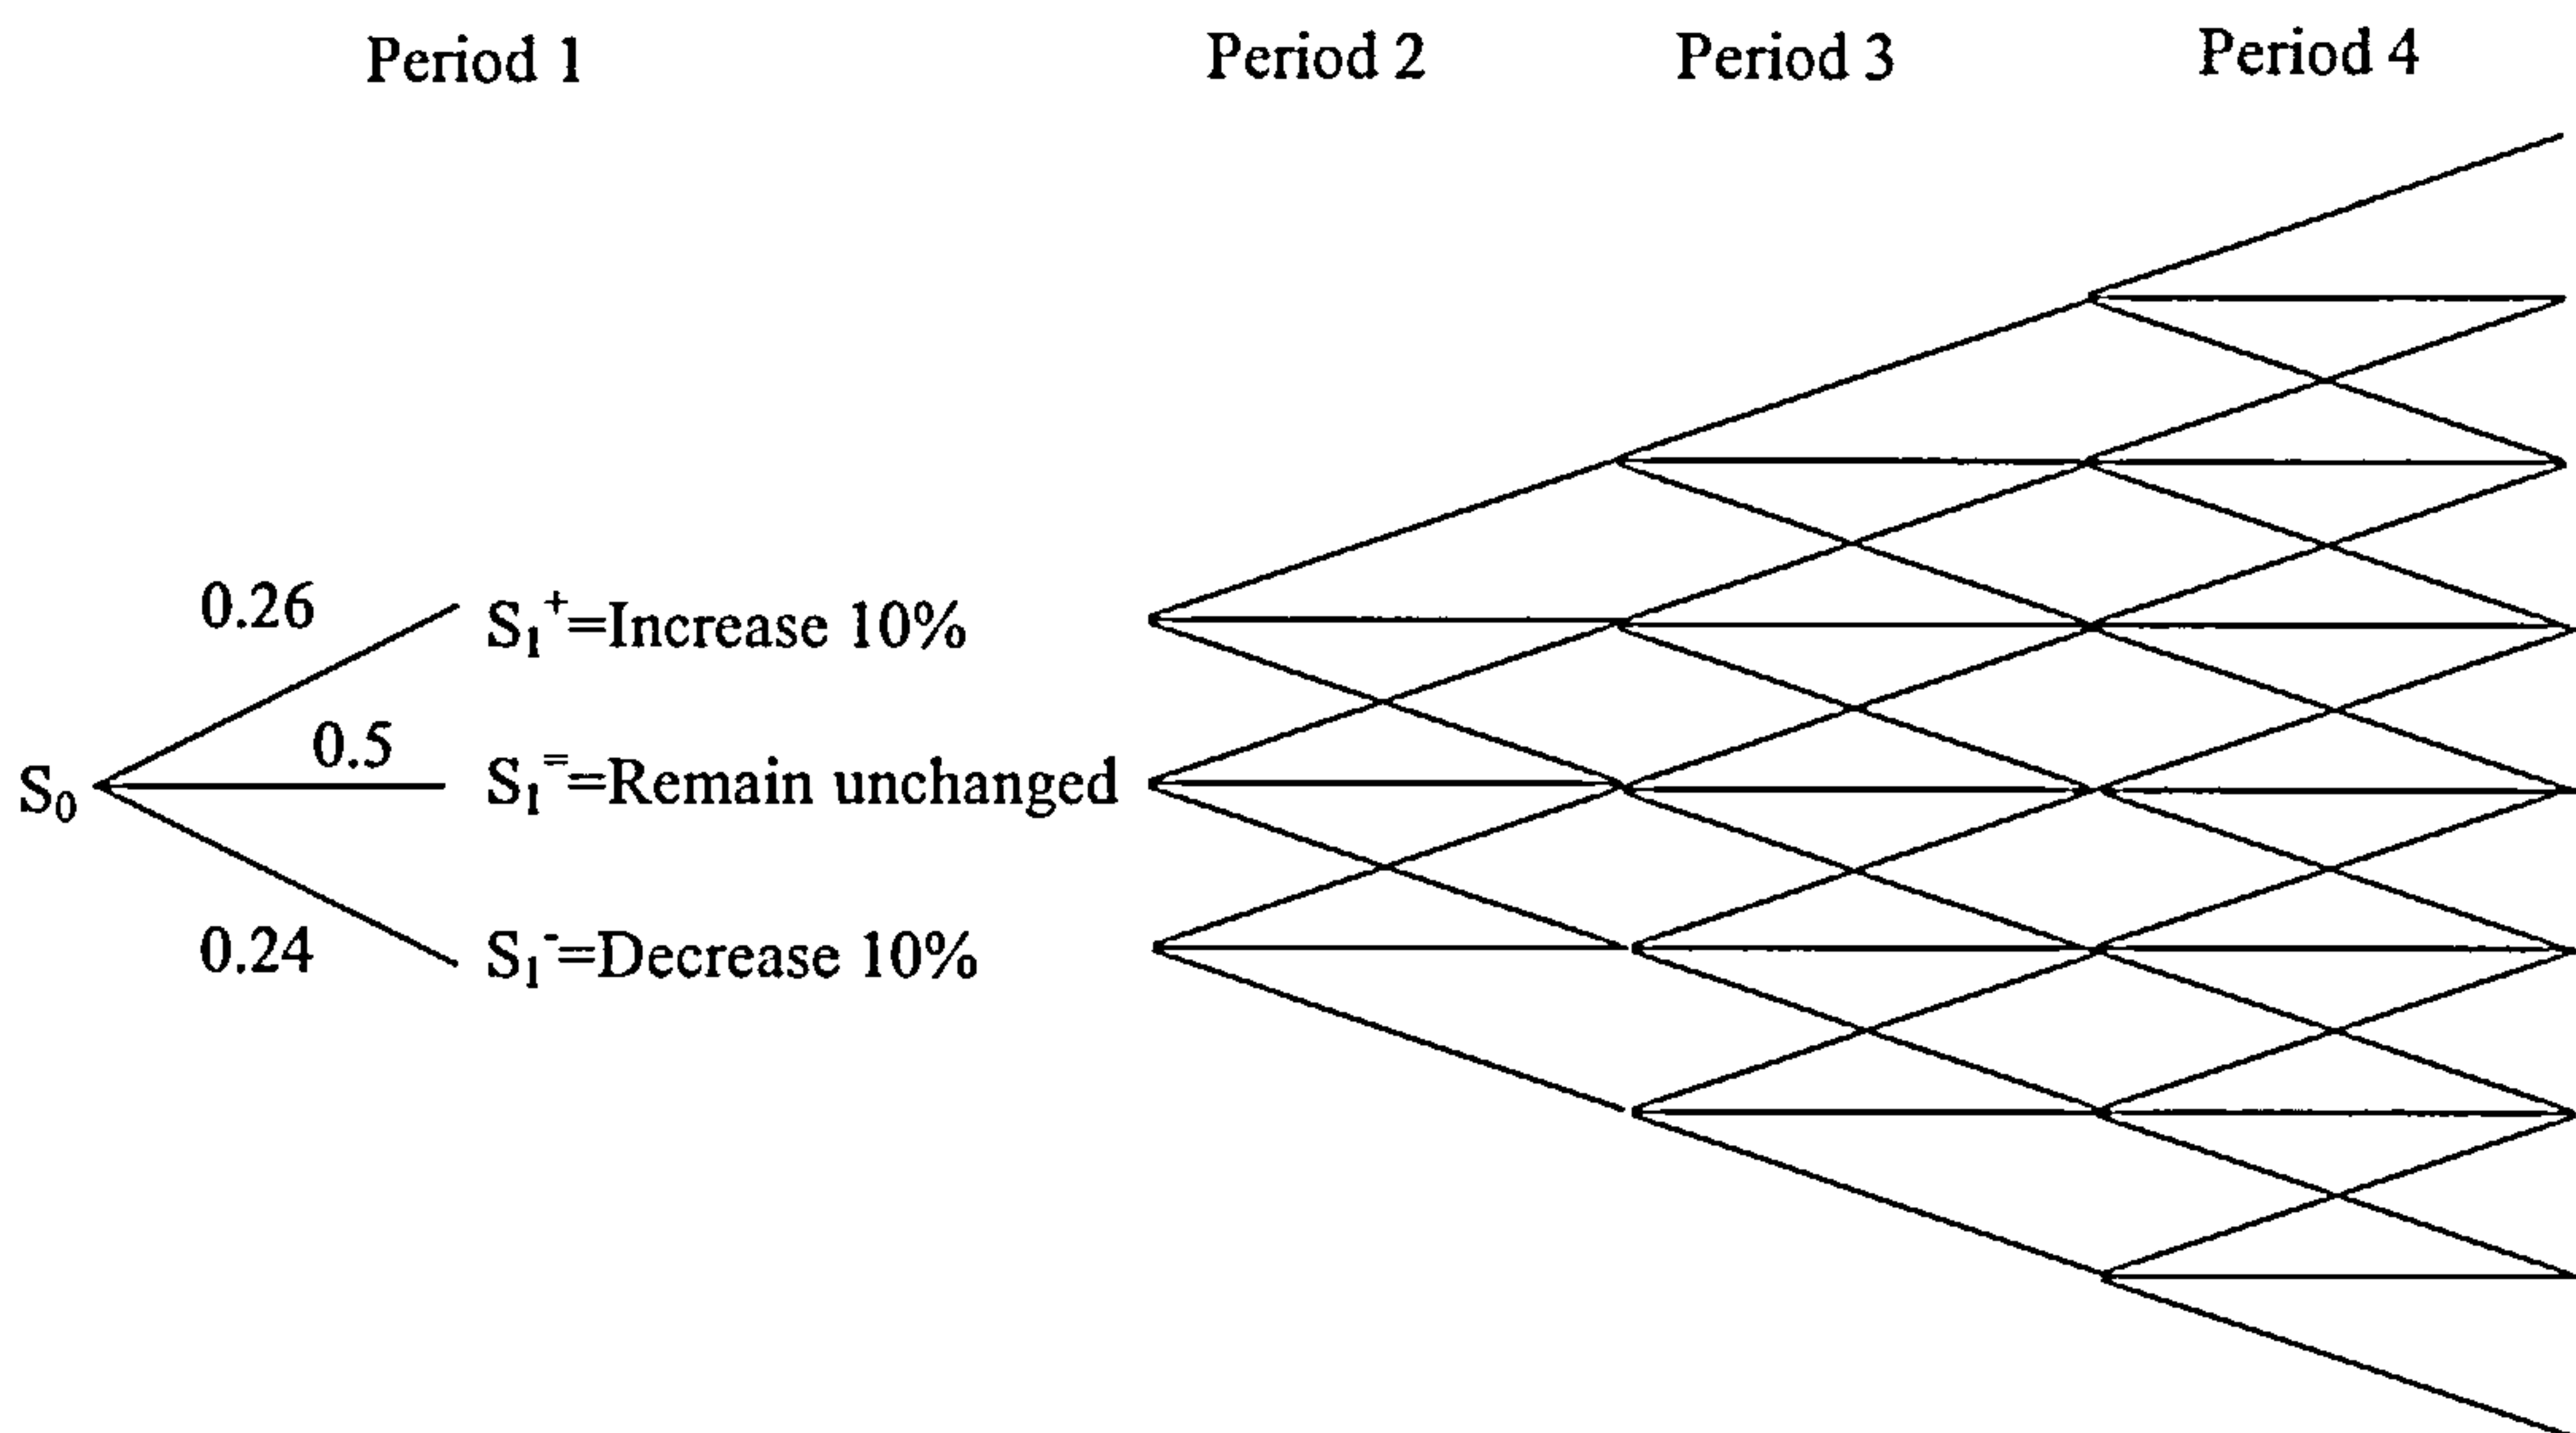 Period 1
Period 2
Period 3
Period 4
0.26
S₁⁺=Increase 10%
0.5
S₀
S₁⁼=Remain unchanged
0.24
S₁⁻=Decrease 10%